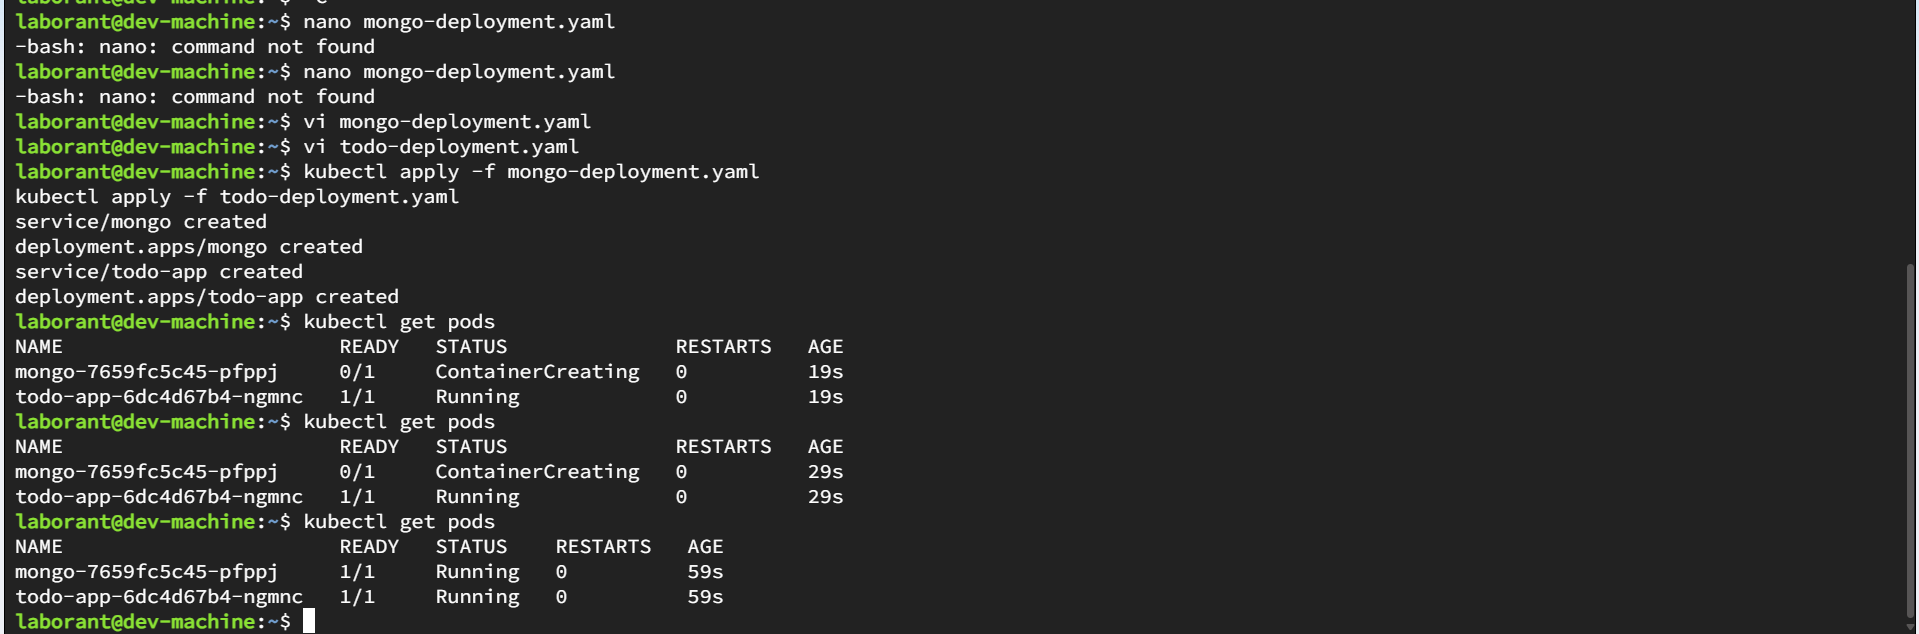 laborant@dev-machine:~$ nano mongo-deployment.yaml
-bash: nano: command not found
laborant@dev-machine:~$ nano mongo-deployment.yaml
-bash: nano: command not found
laborant@dev-machine:~$ vi mongo-deployment.yaml
laborant@dev-machine:~$ vi todo-deployment.yaml
laborant@dev-machine:~$ kubectl apply -f mongo-deployment.yaml
kubectl apply -f todo-deployment.yaml
service/mongo created
deployment.apps/mongo created
service/todo-app created
deployment.apps/todo-app created
laborant@dev-machine:~$ kubectl get pods
NAME                       READY   STATUS              RESTARTS   AGE
mongo-7659fc5c45-pfppj     0/1     ContainerCreating   0          19s
todo-app-6dc4d67b4-ngmnc   1/1     Running             0          19s
laborant@dev-machine:~$ kubectl get pods
NAME                       READY   STATUS              RESTARTS   AGE
mongo-7659fc5c45-pfppj     0/1     ContainerCreating   0          29s
todo-app-6dc4d67b4-ngmnc   1/1     Running             0          29s
laborant@dev-machine:~$ kubectl get pods
NAME                       READY   STATUS    RESTARTS   AGE
mongo-7659fc5c45-pfppj     1/1     Running   0          59s
todo-app-6dc4d67b4-ngmnc   1/1     Running   0          59s
laborant@dev-machine:~$